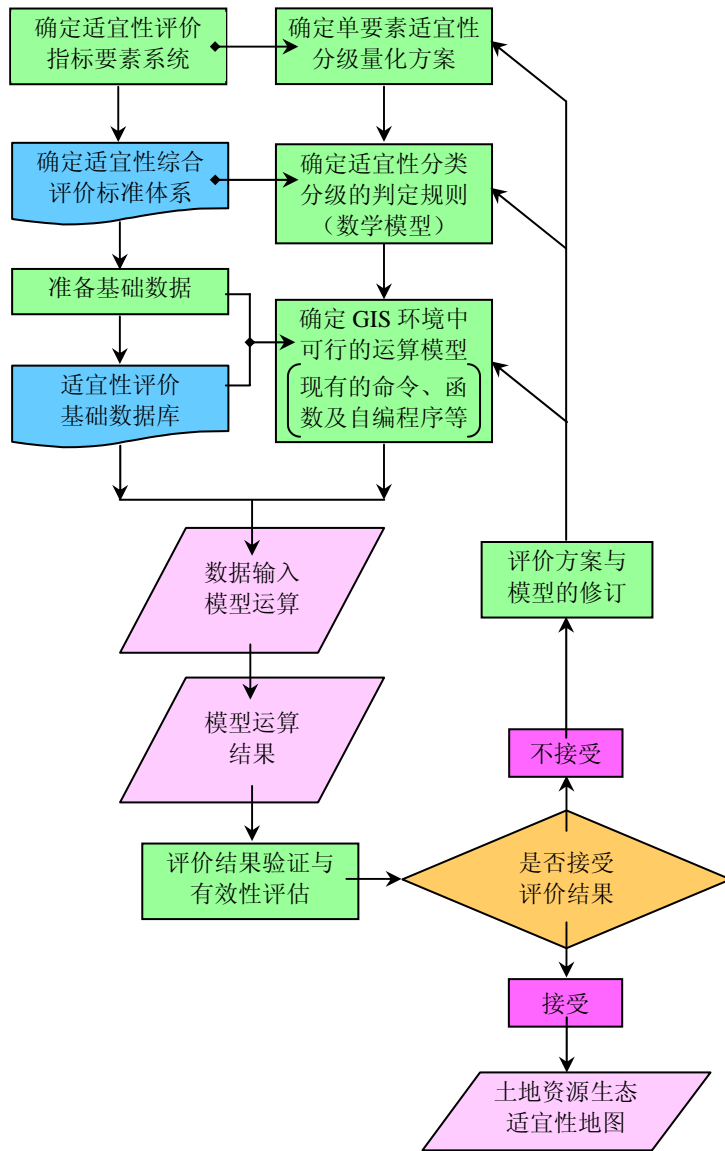 确定适宜性评价
指标要素系统
确定单要素适宜性
分级量化方案
确定适宜性综合
评价标准体系
确定适宜性分类
分级的判定规则
（数学模型）
准备基础数据
确定 GIS 环境中
可行的运算模型
现有的命令、函
数及自编程序等
适宜性评价
基础数据库
数据输入
模型运算
评价方案与
模型的修订
模型运算
结果
不接受
评价结果验证与
有效性评估
是否接受
评价结果
接受
土地资源生态
适宜性地图